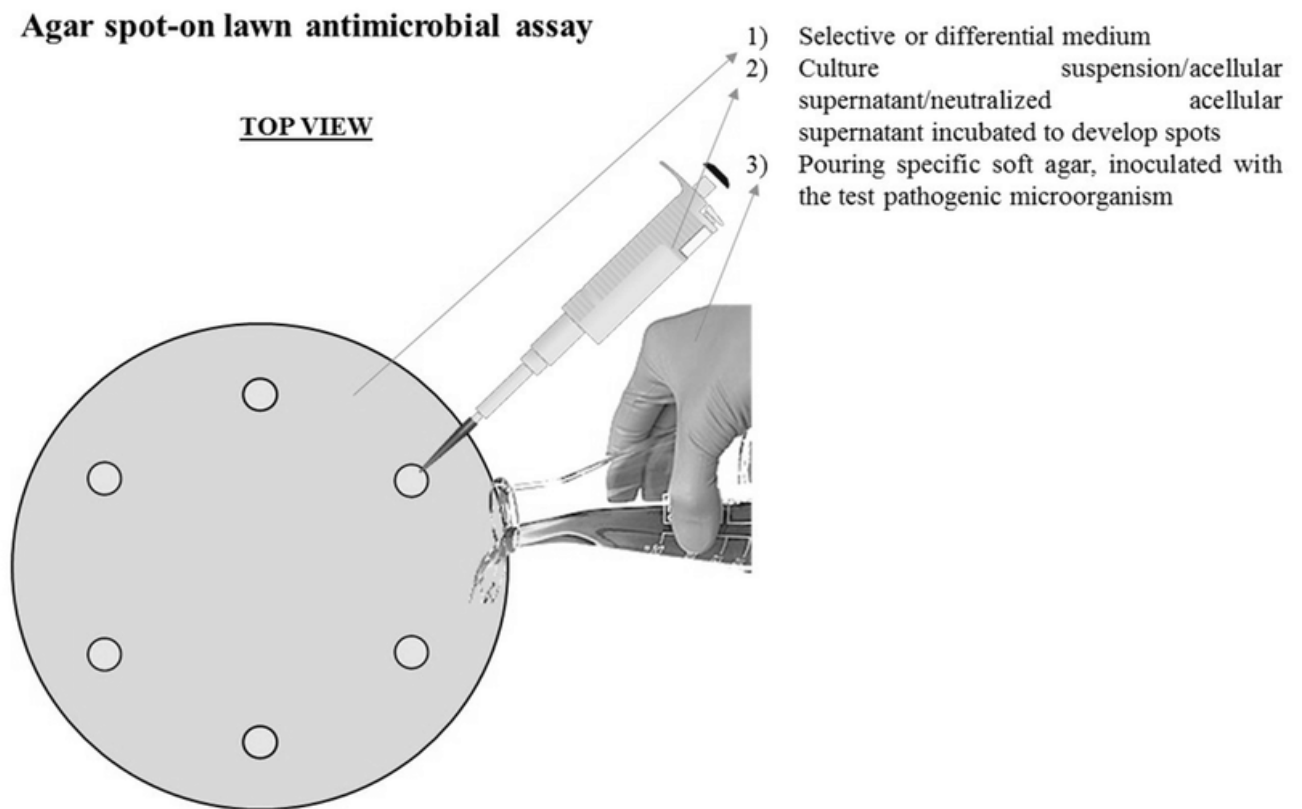 Agar spot-on lawn antimicrobial assay
TOP VIEW
1) Selective or differential medium
2) Culture suspension/acellular
supernatant/neutralized acellular
supernatant incubated to develop spots
3) Pouring specific soft agar, inoculated with
the test pathogenic microorganism